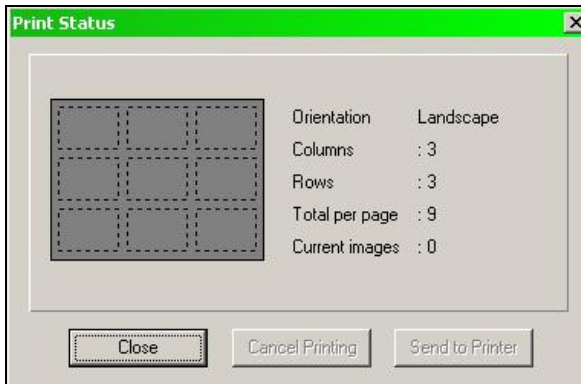 Print Status
Orientation Landscape
Columns : 3
Rows : 3
Total per page : 9
Current images : 0
Close Cancel Printing Send to Printer